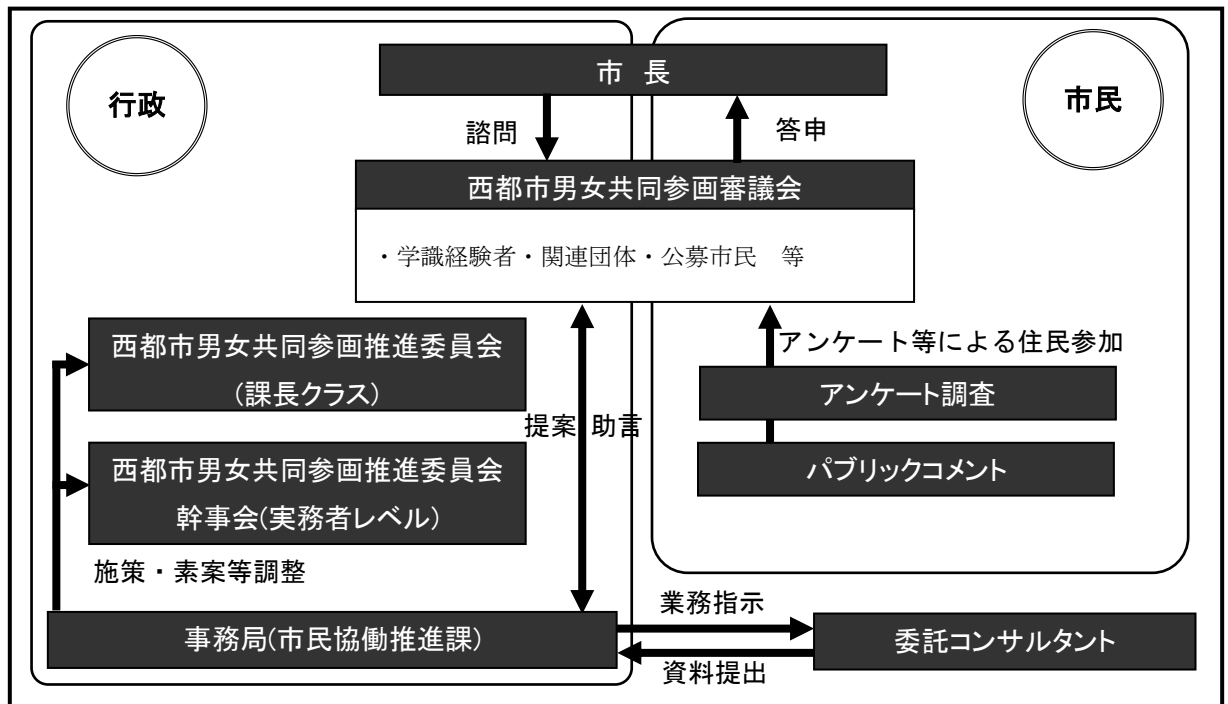 市 長
行政
市民
諮問
答申
西都市男女共同参画審議会
・学識経験者・関連団体・公募市民 等
西都市男女共同参画推進委員会
(課長クラス)
アンケート等による住民参加
アンケート調査
提案 助言
西都市男女共同参画推進委員会
幹事会(実務者レベル)
パブリックコメント
施策・素案等調整
業務指示
事務局(市民協働推進課)
委託コンサルタント
資料提出